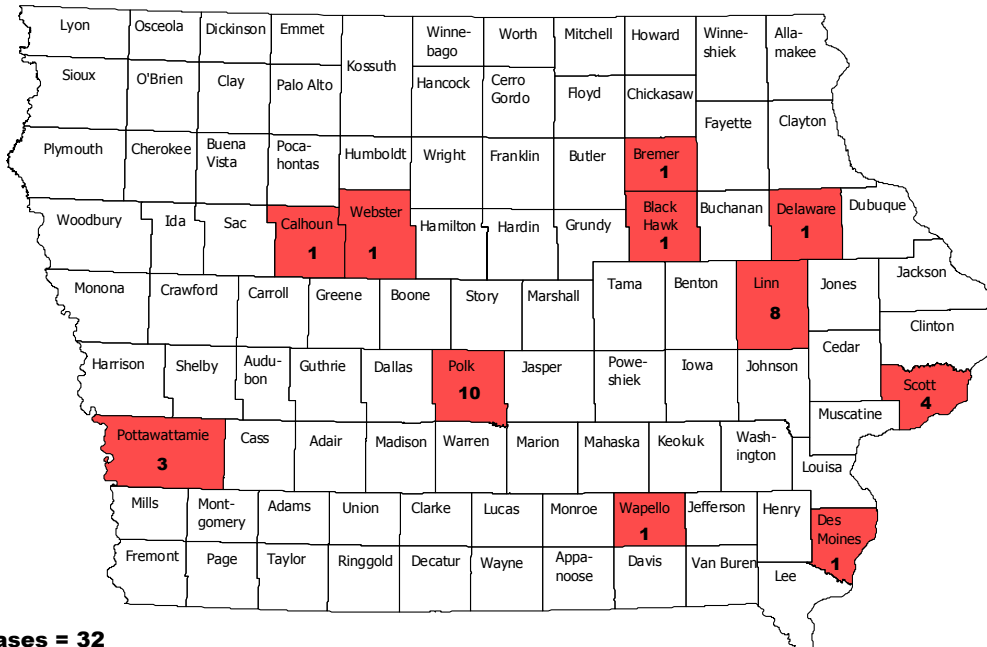 Lyon
Osceola
Dickinson
Emmet
Kossuth
Winne-
bago
Worth
Mitchell
Howard
Winne-
shiek
Alla-
makee
Sioux
O'Brien
Clay
Palo Alto
Hancock
Cerro
Gordo
Floyd
Chickasaw
Fayette
Clayton
Plymouth
Cherokee
Buena
Vista
Poca-
hontas
Humboldt
Wright
Franklin
Butler
Bremer
1
Woodbury
Ida
Sac
Calhoun
1
Webster
1
Hamilton
Hardin
Grundy
Black
Hawk
1
Buchanan
Delaware
1
Dubuque
Monona
Crawford
Carroll
Greene
Boone
Story
Marshall
Tama
Benton
Linn
8
Jones
Jackson
Clinton
Harrison
Shelby
Audu-
bon
Guthrie
Dallas
Polk
10
Jasper
Powe-
shiek
Iowa
Johnson
Cedar
Scott
4
Muscatine
Pottawattamie
3
Cass
Adair
Madison
Warren
Marion
Mahaska
Keokuk
Wash-
ington
Louisa
Mills
Mont-
gomery
Adams
Union
Clarke
Lucas
Monroe
Wapello
1
Jefferson
Henry
Des
Moines
1
Fremont
Page
Taylor
Ringgold
Decatur
Wayne
Appa-
noose
Davis
Van Buren
Lee
ases = 32